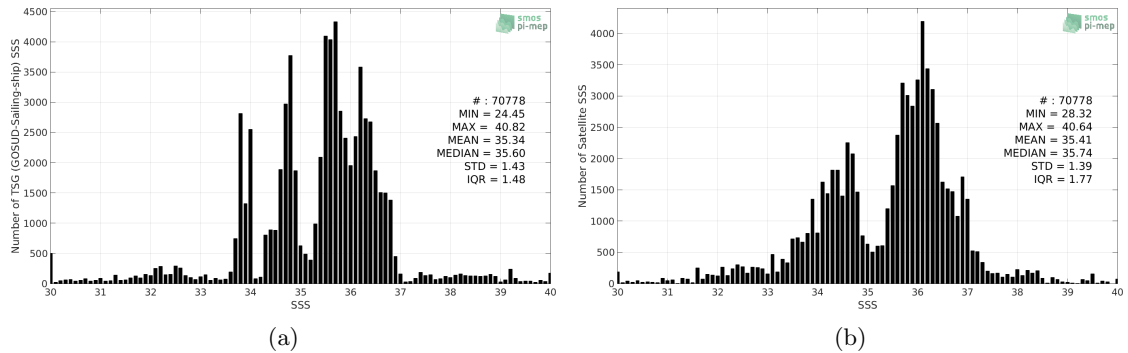 smos
pi-mep
Number of TSG (GOSUD-Sailing-ship) SSS
4500
4000
3500
3000
2500
2000
1500
1000
500
0
# : 70778
MIN = 24.45
MAX = 40.82
MEAN = 35.34
MEDIAN = 35.60
STD = 1.43
IQR = 1.48
30 31 32 33 34 35 36 37 38 39 40
SSS
(a)
smos
pi-mep
Number of Satellite SSS
4000
3500
3000
2500
2000
1500
1000
500
0
# : 70778
MIN = 28.32
MAX = 40.64
MEAN = 35.41
MEDIAN = 35.74
STD = 1.39
IQR = 1.77
30 31 32 33 34 35 36 37 38 39 40
SSS
(b)